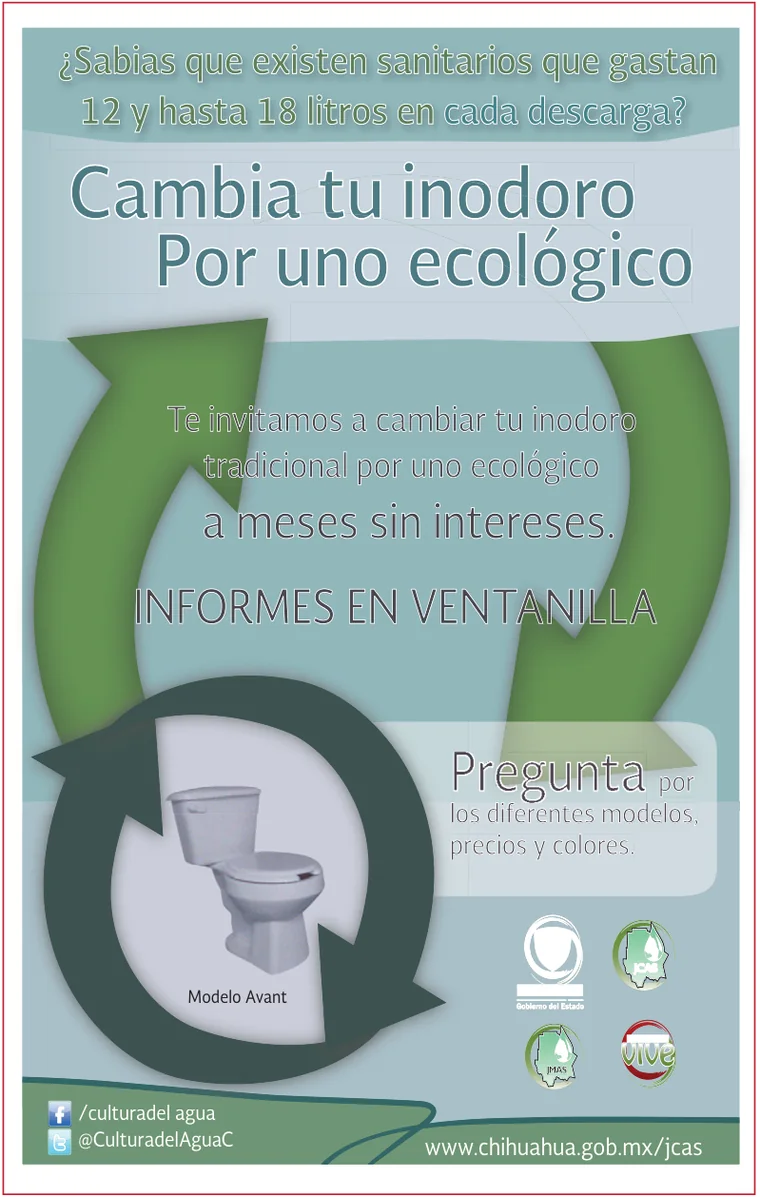 ¿Sabias que existen sanitarios que gastan
12 y hasta 18 litros en cada descarga?
Cambia tu inodoro
Por uno ecológico
Te invitamos a cambiar tu inodoro
tradicional por uno ecológico
a meses sin intereses.
INFORMES EN VENTANILLA
Pregunta por
los diferentes modelos,
precios y colores.
Modelo Avant
Gobierno del Estado
JCAS
JMAS
vive
/culturadel agua
@CulturadelAguaC
www.chihuahua.gob.mx/jcas